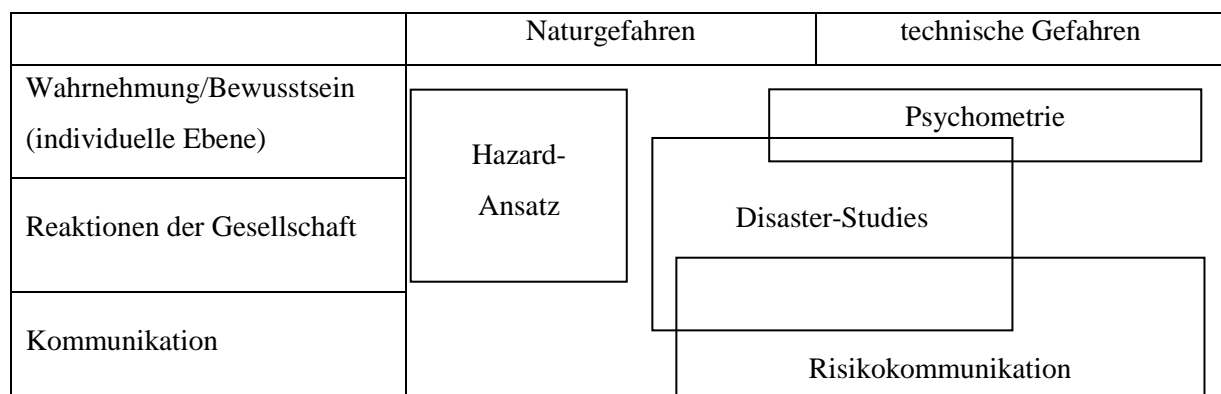 Naturgefahren
technische Gefahren
Wahrnehmung/Bewusstsein
(individuelle Ebene)
Psychometrie
Hazard-
Ansatz
Reaktionen der Gesellschaft
Disaster-Studies
Kommunikation
Risikokommunikation